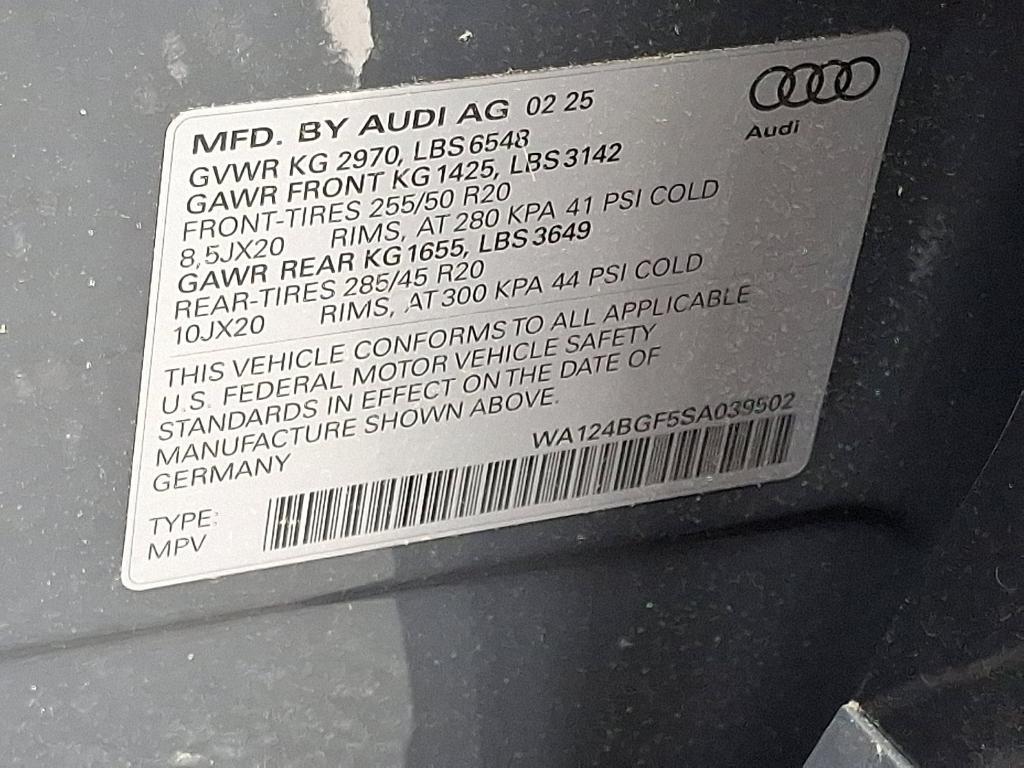 MFD. BY AUDI AG 02 25
GVWR KG 2970, LBS 6548
GAWR FRONT KG 1425, LBS 3142
FRONT-TIRES 255/50 R20
8,5JX20 RIMS, AT 280 KPA 41 PSI COLD
GAWR REAR KG 1655, LBS 3649
REAR-TIRES 285/45 R20
10JX20 RIMS, AT 300 KPA 44 PSI COLD
THIS VEHICLE CONFORMS TO ALL APPLICABLE
U.S. FEDERAL MOTOR VEHICLE SAFETY
STANDARDS IN EFFECT ON THE DATE OF
MANUFACTURE SHOWN ABOVE.
GERMANY
WA124BGF5SA039502
TYPE:
MPV
Audi